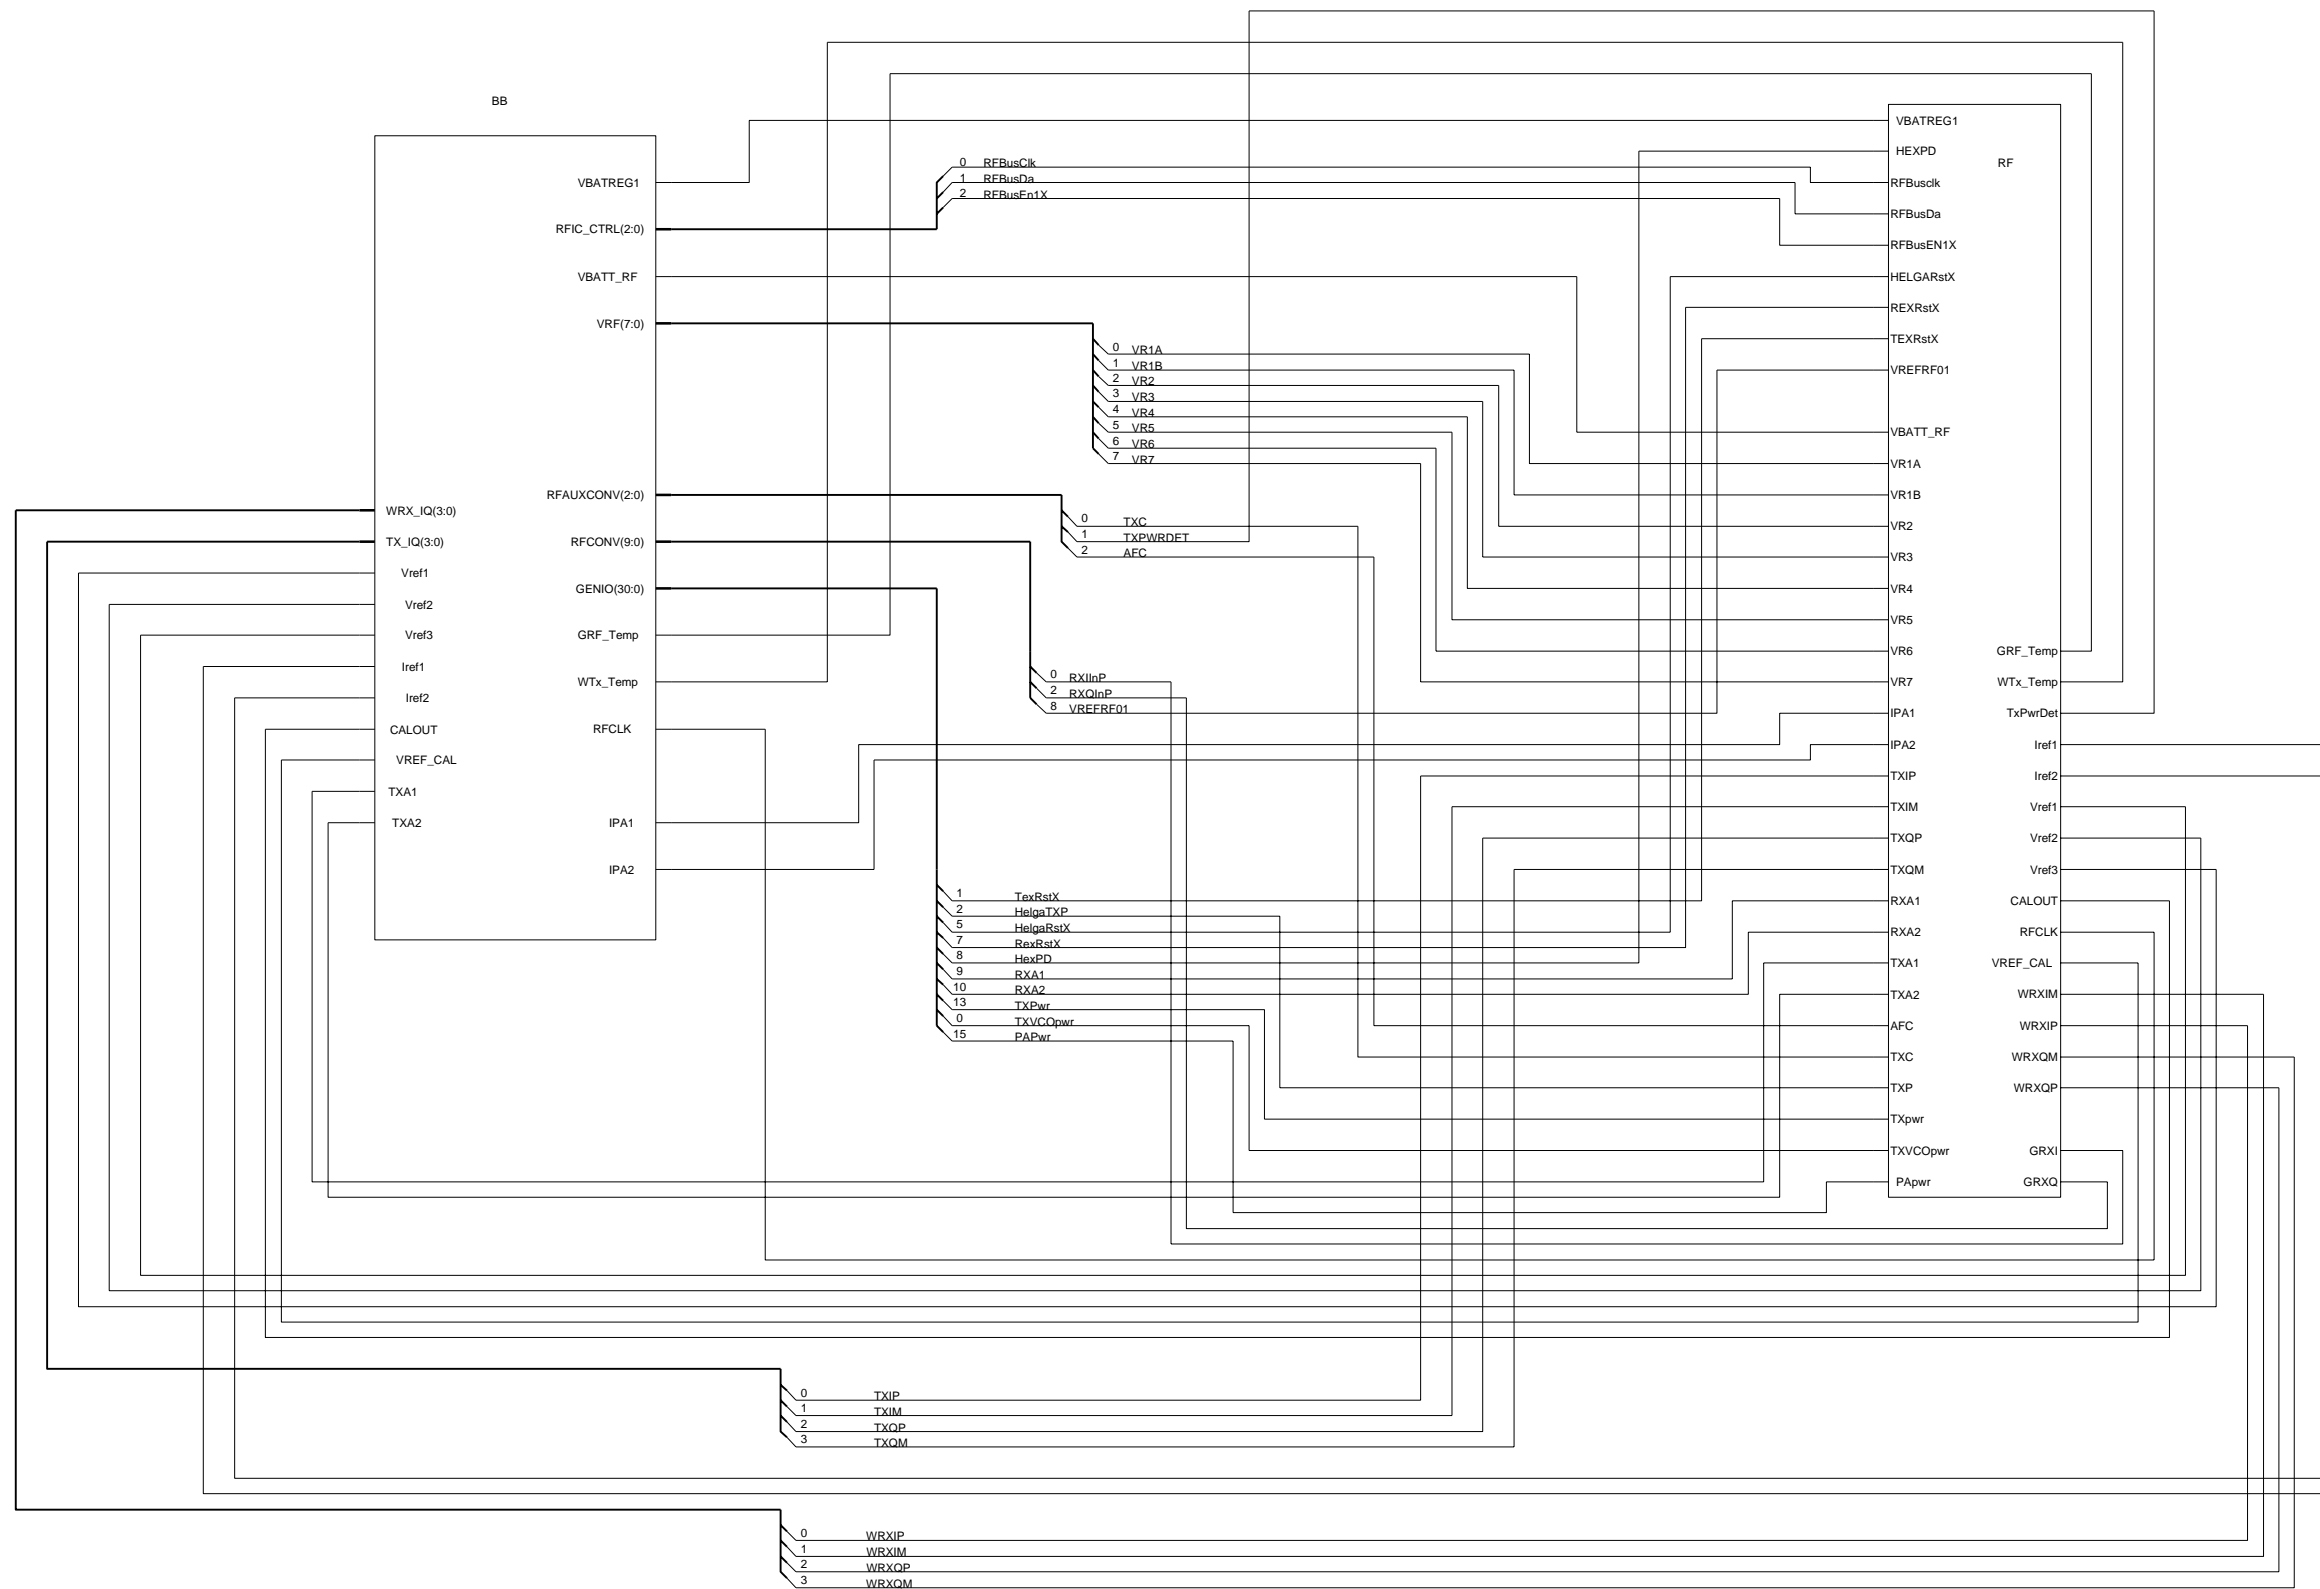 BB
VBATREG1
RFIC_CTRL(2:0)
VBATT_RF
VRF(7:0)
RFAUXCONV(2:0)
RFCONV(9:0)
GENIO(30:0)
GRF_Temp
WTx_Temp
RFCLK
IPA1
IPA2
WRX_IQ(3:0)
TX_IQ(3:0)
Vref1
Vref2
Vref3
Iref1
Iref2
CALOUT
VREF_CAL
TXA1
TXA2
0 RFBusClk
1 RFBusDa
2 RFBusEn1X
0 VR1A
1 VR1B
2 VR2
3 VR3
4 VR4
5 VR5
6 VR6
7 VR7
0 TXC
1 TXPWRDET
2 AFC
0 RXIInP
2 RXQInP
8 VREFRF01
1 TexRstX
2 HelgaTXP
5 HelgaRstX
7 RexRstX
8 HexPD
9 RXA1
10 RXA2
13 TXPwr
0 TXVCOpwr
15 PAPwr
0 TXIP
1 TXIM
2 TXQP
3 TXQM
0 WRXIP
1 WRXIM
2 WRXQP
3 WRXQM
RF
VBATREG1
HEXPD
RFBusclk
RFBusDa
RFBusEN1X
HELGARstX
REXRstX
TEXRstX
VREFRF01
VBATT_RF
VR1A
VR1B
VR2
VR3
VR4
VR5
VR6
VR7
IPA1
IPA2
TXIP
TXIM
TXQP
TXQM
RXA1
RXA2
TXA1
TXA2
AFC
TXC
TXP
TXpwr
TXVCOpwr
PApwr
GRF_Temp
WTx_Temp
TxPwrDet
Iref1
Iref2
Vref1
Vref2
Vref3
CALOUT
RFCLK
VREF_CAL
WRXIM
WRXIP
WRXQM
WRXQP
GRXI
GRXQ